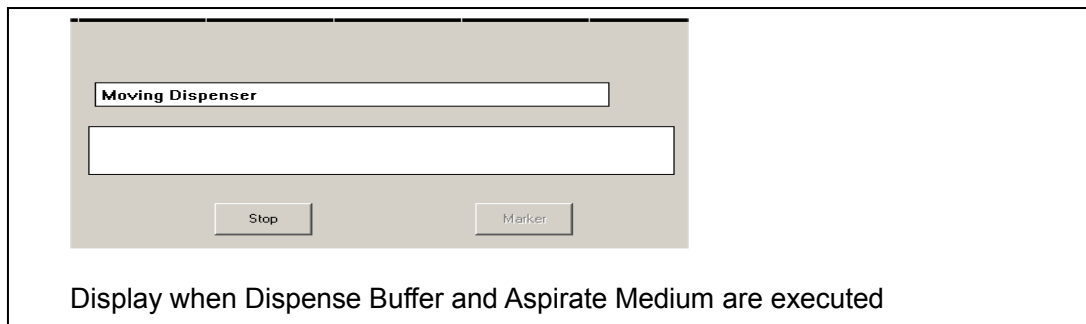 Moving Dispenser
Stop Marker
Display when Dispense Buffer and Aspirate Medium are executed